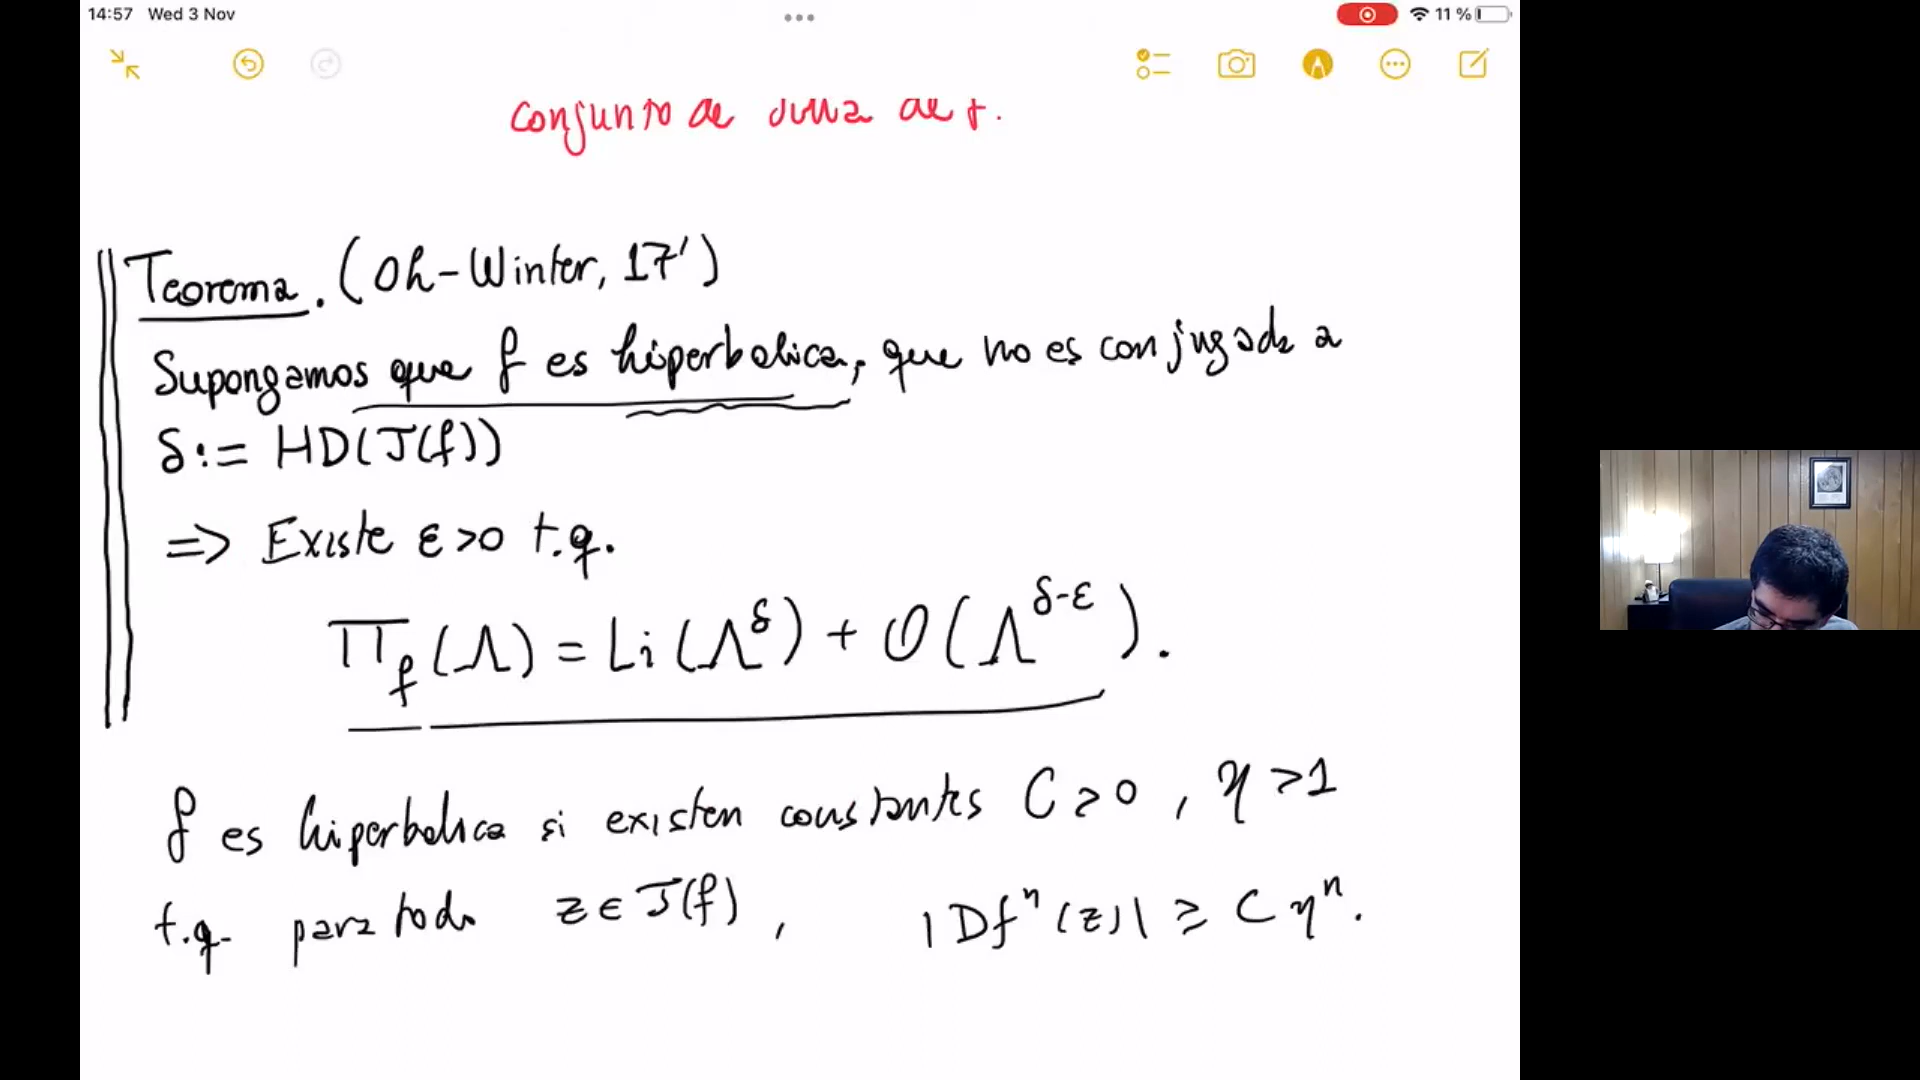 14:57 Wed 3 Nov
11 %
conjunto de Julia de f.
Teorema. (Oh-Winter, 17')
Supongamos que f es hiperbolica, que no es conjugada a
δ := HD(J(f))
=> Existe ε>0 t.q.
Π_f(Λ) = Li(Λ^δ) + O(Λ^{δ-ε}).
f es hiperbolica si existen constantes C>0, η>1
t.q. para todo z∈J(f), |Df^n(z)| ≥ Cη^n.